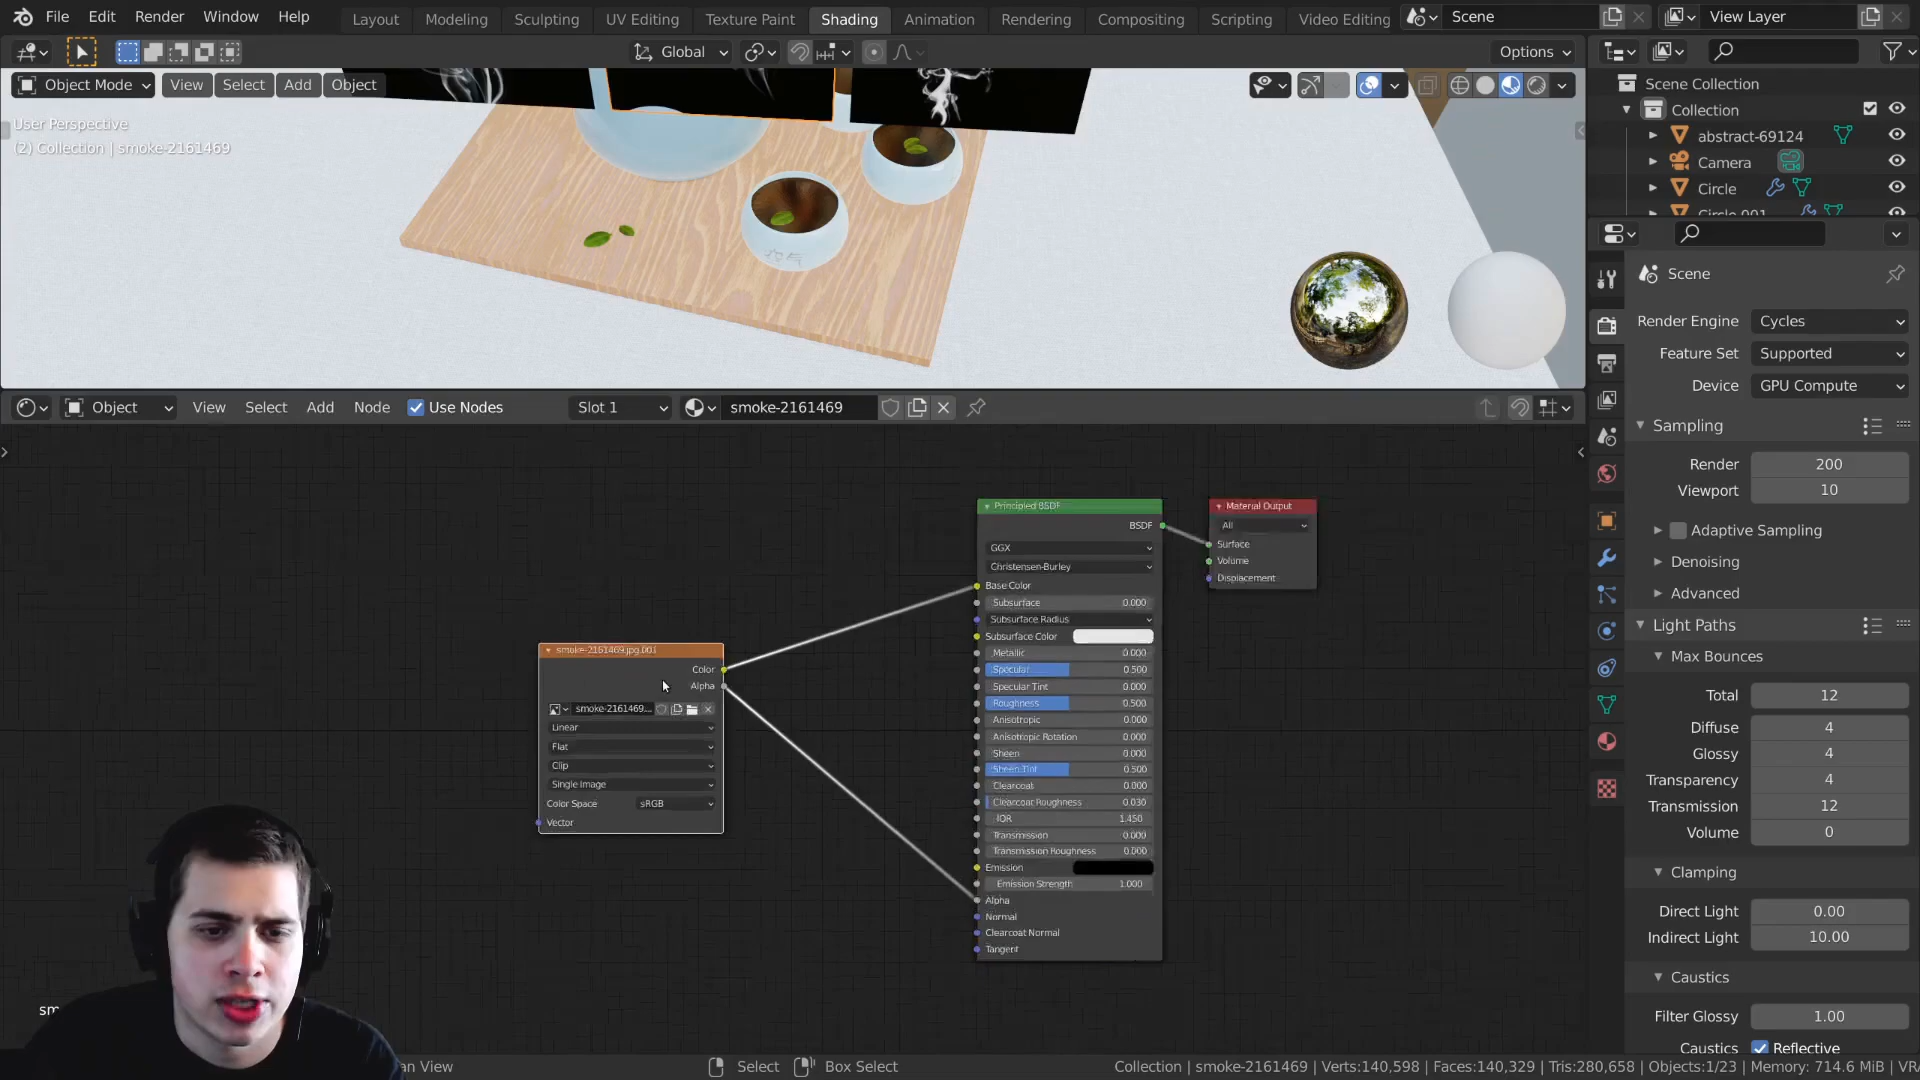 File Edit Render Window Help Layout Modeling Sculpting UV Editing Texture Paint Shading Animation Rendering Compositing Scripting Video Editing Scene View Layer
Global Options
Object Mode View Select Add Object
User Perspective
(2) Collection | smoke-2161469
Scene Collection
Collection
abstract-69124
Camera
Circle
Circle.001
Scene
Render Engine Cycles
Feature Set Supported
Device GPU Compute
Sampling
Render 200
Viewport 10
Adaptive Sampling
Denoising
Advanced
Light Paths
Max Bounces
Total 12
Diffuse 4
Glossy 4
Transparency 4
Transmission 12
Volume 0
Clamping
Direct Light 0.00
Indirect Light 10.00
Caustics
Filter Glossy 1.00
Caustics Reflective
Object View Select Add Node Use Nodes Slot 1 smoke-2161469
smoke-2161469.jpg.001
Color
Alpha
smoke-2161469...
Linear
Flat
Clip
Single Image
Color Space sRGB
Vector
Principled BSDF
BSDF
GGX
Christensen-Burley
Base Color
Subsurface 0.000
Subsurface Radius
Subsurface Color
Metallic 0.000
Specular 0.500
Specular Tint 0.000
Roughness 0.500
Anisotropic 0.000
Anisotropic Rotation 0.000
Sheen 0.000
Sheen Tint 0.500
Clearcoat 0.000
Clearcoat Roughness 0.030
IOR 1.450
Transmission 0.000
Transmission Roughness 0.000
Emission
Emission Strength 1.000
Alpha
Normal
Clearcoat Normal
Tangent
Material Output
All
Surface
Volume
Displacement
sm
an View Select Box Select Collection | smoke-2161469 | Verts:140,598 | Faces:140,329 | Tris:280,658 | Objects:1/23 | Memory: 714.6 MiB | VR